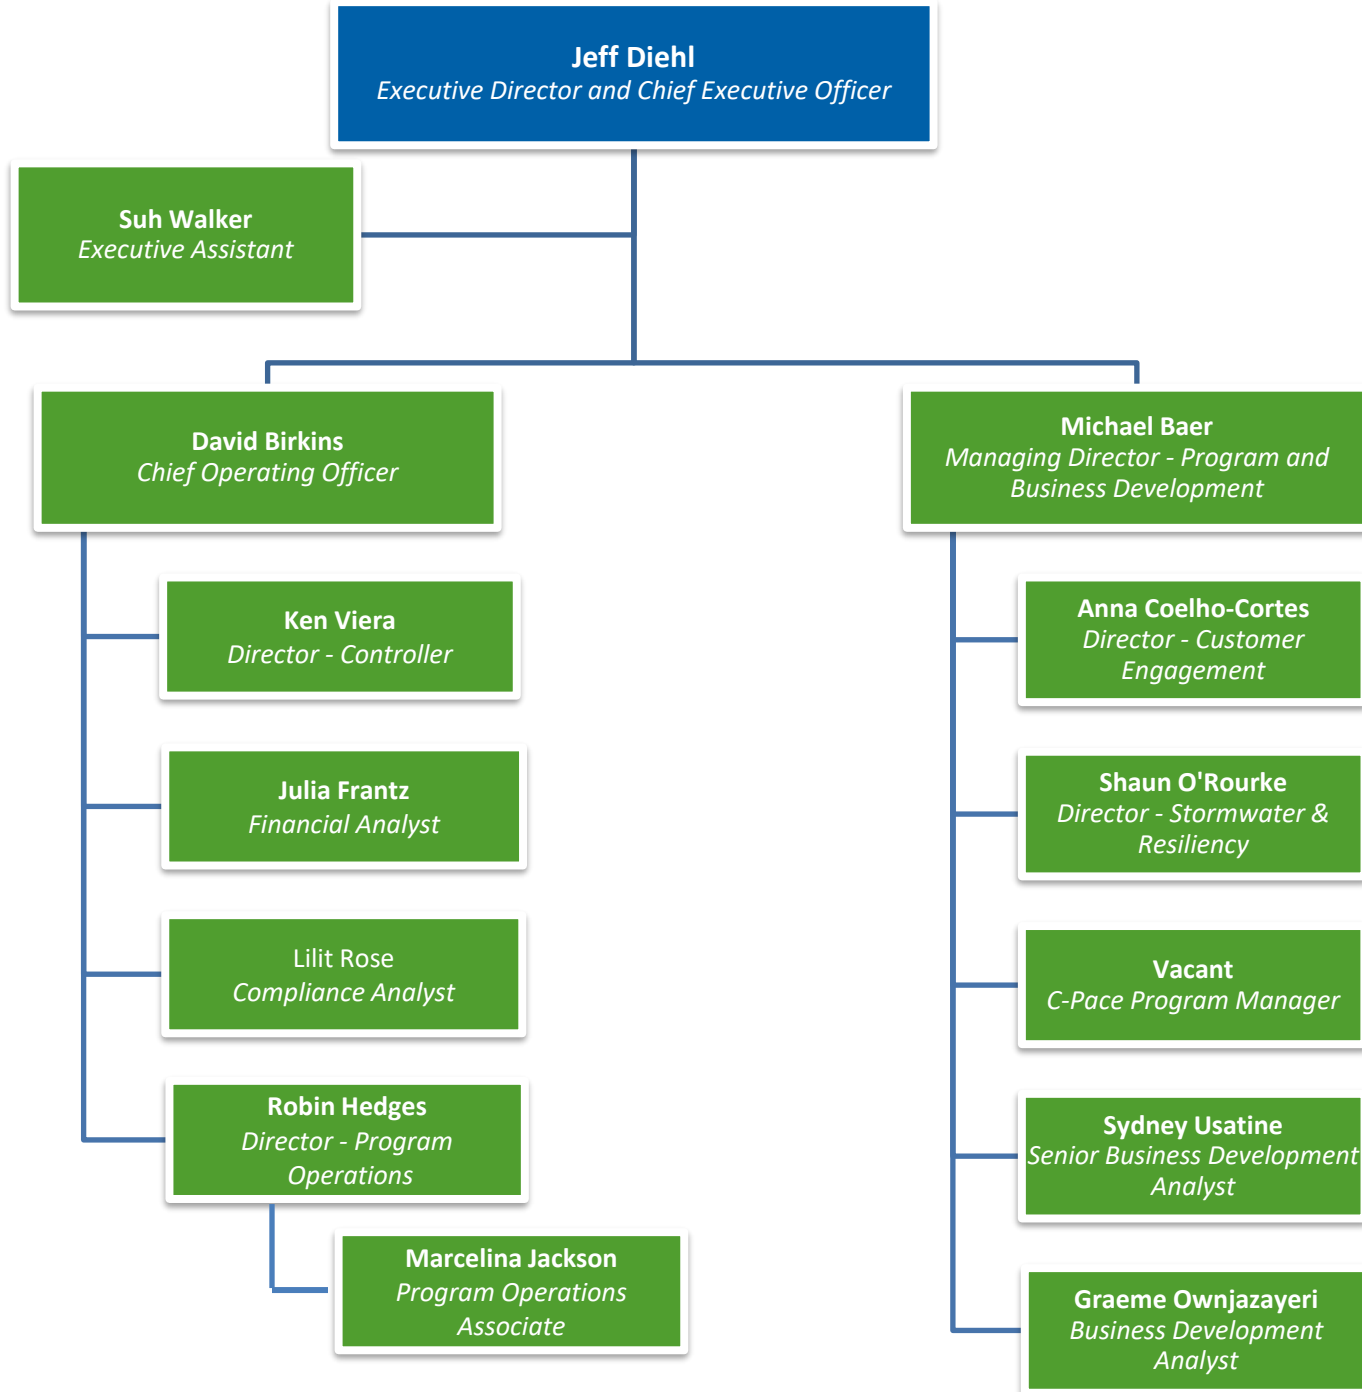 Jeff Diehl
Executive Director and Chief Executive Officer
Suh Walker
Executive Assistant
David Birkins
Chief Operating Officer
Ken Viera
Director - Controller
Julia Frantz
Financial Analyst
Lilit Rose
Compliance Analyst
Robin Hedges
Director - Program
Operations
Marcelina Jackson
Program Operations
Associate
Michael Baer
Managing Director - Program and
Business Development
Anna Coelho-Cortes
Director - Customer
Engagement
Shaun O'Rourke
Director - Stormwater &
Resiliency
Vacant
C-Pace Program Manager
Sydney Usatine
Senior Business Development
Analyst
Graeme Ownjazayeri
Business Development
Analyst